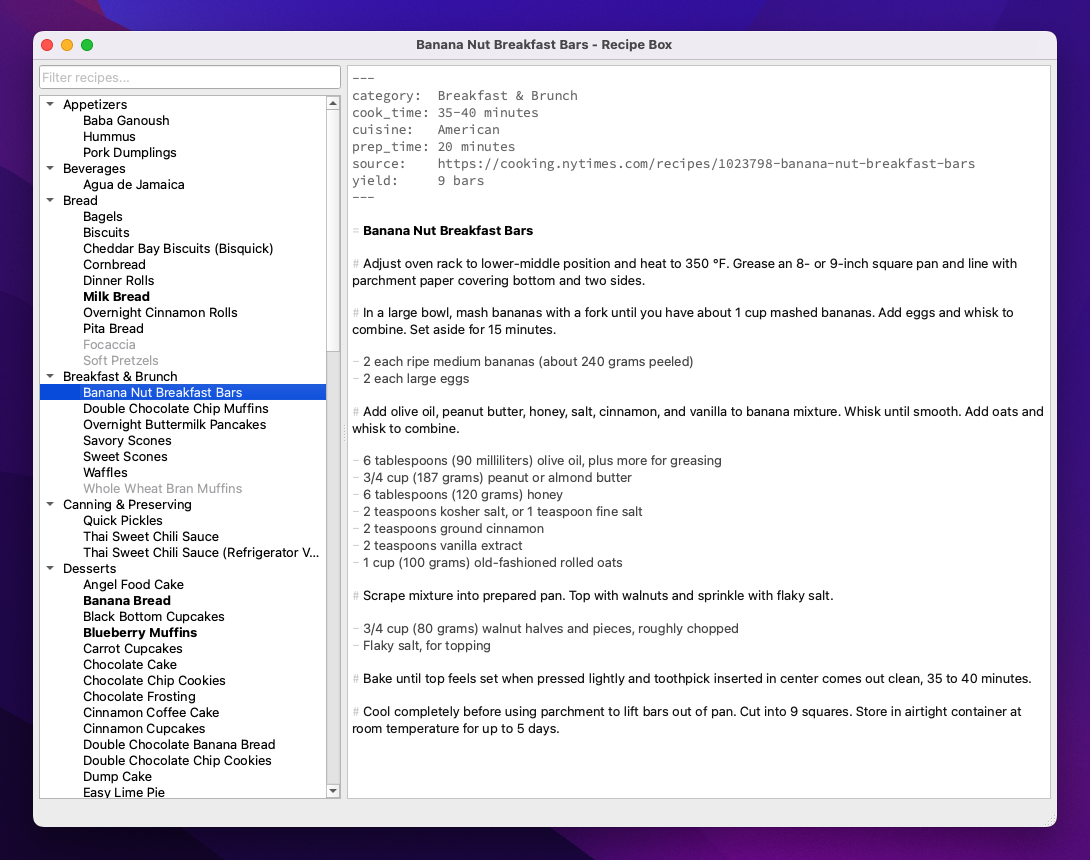 Banana Nut Breakfast Bars - Recipe Box
Filter recipes...
Appetizers
Baba Ganoush
Hummus
Pork Dumplings
Beverages
Agua de Jamaica
Bread
Bagels
Biscuits
Cheddar Bay Biscuits (Bisquick)
Cornbread
Dinner Rolls
Milk Bread
Overnight Cinnamon Rolls
Pita Bread
Focaccia
Soft Pretzels
Breakfast & Brunch
Banana Nut Breakfast Bars
Double Chocolate Chip Muffins
Overnight Buttermilk Pancakes
Savory Scones
Sweet Scones
Waffles
Whole Wheat Bran Muffins
Canning & Preserving
Quick Pickles
Thai Sweet Chili Sauce
Thai Sweet Chili Sauce (Refrigerator V...
Desserts
Angel Food Cake
Banana Bread
Black Bottom Cupcakes
Blueberry Muffins
Carrot Cupcakes
Chocolate Cake
Chocolate Chip Cookies
Chocolate Frosting
Cinnamon Coffee Cake
Cinnamon Cupcakes
Double Chocolate Banana Bread
Double Chocolate Chip Cookies
Dump Cake
Easy Lime Pie
---
category: Breakfast & Brunch
cook_time: 35-40 minutes
cuisine: American
prep_time: 20 minutes
source: https://cooking.nytimes.com/recipes/1023798-banana-nut-breakfast-bars
yield: 9 bars
---
= Banana Nut Breakfast Bars
# Adjust oven rack to lower-middle position and heat to 350 °F. Grease an 8- or 9-inch square pan and line with
parchment paper covering bottom and two sides.
# In a large bowl, mash bananas with a fork until you have about 1 cup mashed bananas. Add eggs and whisk to
combine. Set aside for 15 minutes.
- 2 each ripe medium bananas (about 240 grams peeled)
- 2 each large eggs
# Add olive oil, peanut butter, honey, salt, cinnamon, and vanilla to banana mixture. Whisk until smooth. Add oats and
whisk to combine.
- 6 tablespoons (90 milliliters) olive oil, plus more for greasing
- 3/4 cup (187 grams) peanut or almond butter
- 6 tablespoons (120 grams) honey
- 2 teaspoons kosher salt, or 1 teaspoon fine salt
- 2 teaspoons ground cinnamon
- 2 teaspoons vanilla extract
- 1 cup (100 grams) old-fashioned rolled oats
# Scrape mixture into prepared pan. Top with walnuts and sprinkle with flaky salt.
- 3/4 cup (80 grams) walnut halves and pieces, roughly chopped
- Flaky salt, for topping
# Bake until top feels set when pressed lightly and toothpick inserted in center comes out clean, 35 to 40 minutes.
# Cool completely before using parchment to lift bars out of pan. Cut into 9 squares. Store in airtight container at
room temperature for up to 5 days.